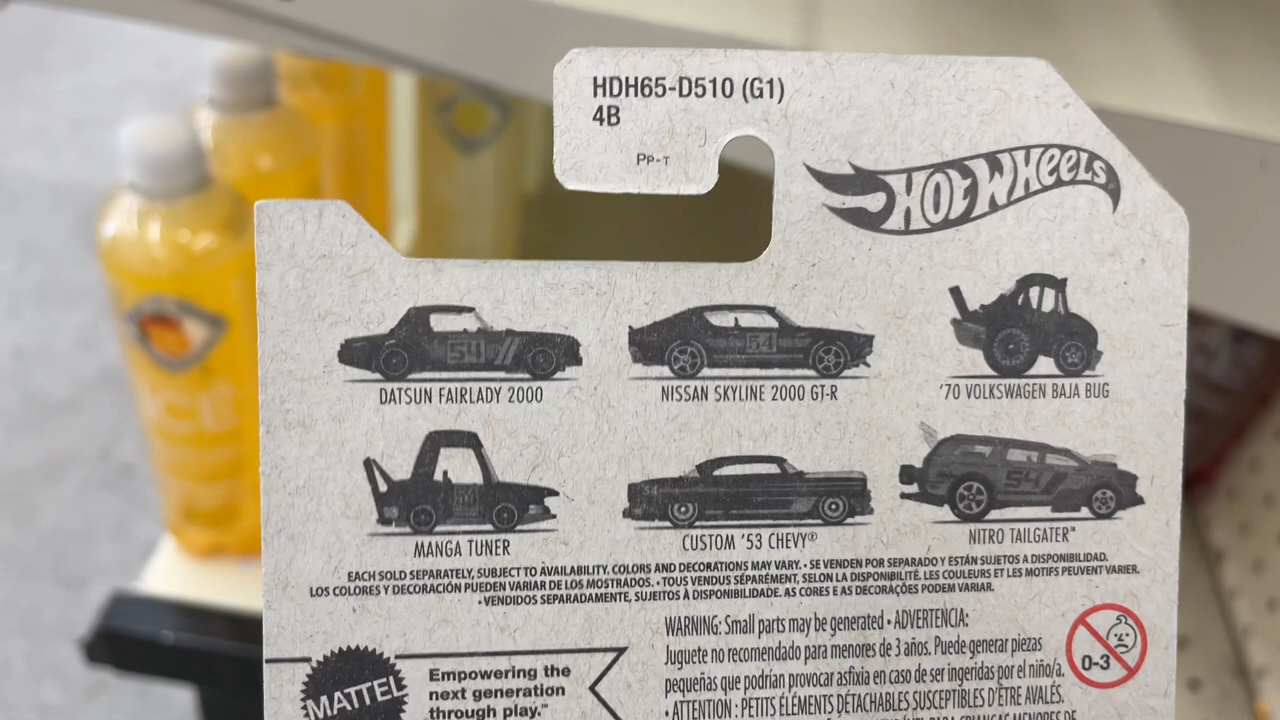 HDH65-D510 (G1)
4B
PP-T
HOT WHEELS
54
54
DATSUN FAIRLADY 2000
NISSAN SKYLINE 2000 GT-R
'70 VOLKSWAGEN BAJA BUG
54
MANGA TUNER
CUSTOM '53 CHEVY®
NITRO TAILGATER™
EACH SOLD SEPARATELY, SUBJECT TO AVAILABILITY. COLORS AND DECORATIONS MAY VARY. • SE VENDEN POR SEPARADO Y ESTÁN SUJETOS A DISPONIBILIDAD.
LOS COLORES Y DECORACIÓN PUEDEN VARIAR DE LOS MOSTRADOS. • TOUS VENDUS SÉPARÉMENT, SELON LA DISPONIBILITÉ. LES COULEURS ET LES MOTIFS PEUVENT VARIER.
• VENDIDOS SEPARADAMENTE, SUJEITOS À DISPONIBILIDADE. AS CORES E AS DECORAÇÕES PODEM VARIAR.
WARNING: Small parts may be generated • ADVERTENCIA:
Juguete no recomendado para menores de 3 años. Puede generar piezas
pequeñas que podrían provocar asfixia en caso de ser ingeridas por el niño/a.
• ATTENTION : PETITS ÉLÉMENTS DÉTACHABLES SUSCEPTIBLES D'ÊTRE AVALÉS.
0-3
MATTEL
Empowering the
next generation
through play.™
ICE